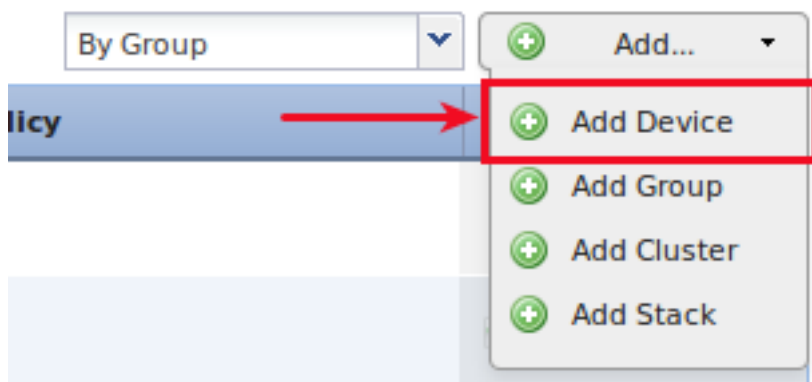 By Group
Add...
licy
Add Device
Add Group
Add Cluster
Add Stack